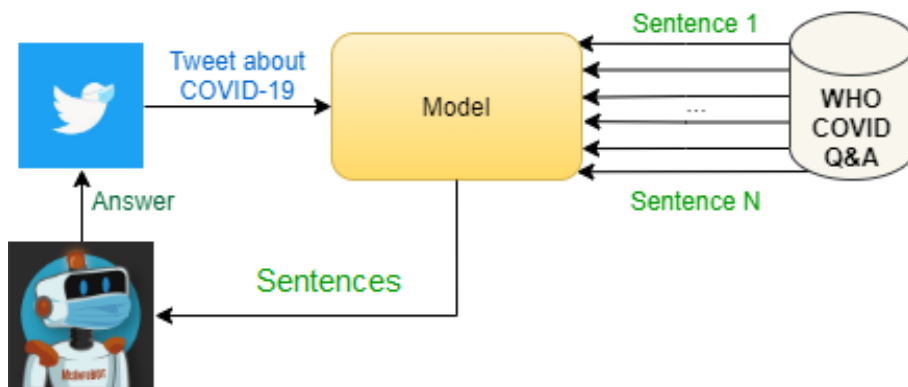 Sentence 1
Tweet about
COVID-19
Model
...
WHO
COVID
Q&A
Sentence N
Answer
Sentences